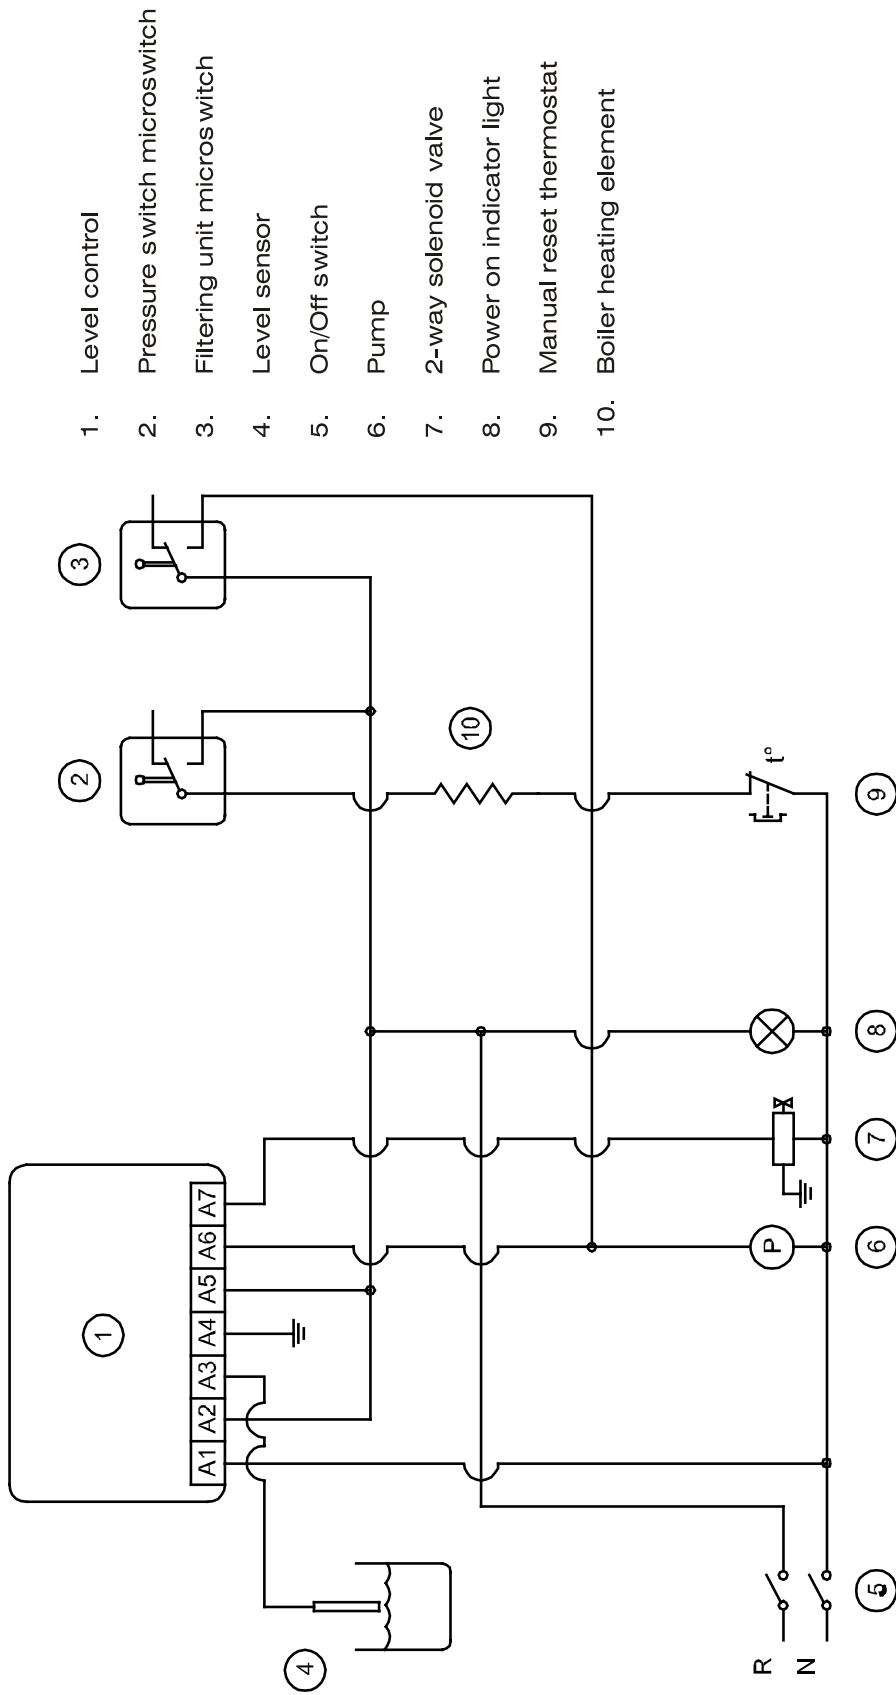 1. Level control
2. Pressure switch microswitch
3. Filtering unit micros witch
4. Level sensor
5. On/Off switch
6. Pump
7. 2-way solenoid valve
8. Power on indicator light
9. Manual reset thermostat
10. Boiler heating element
1
A1 A2 A3 A4 A5 A6 A7
2
3
4
10
R
N
P
t°
5
6
7
8
9